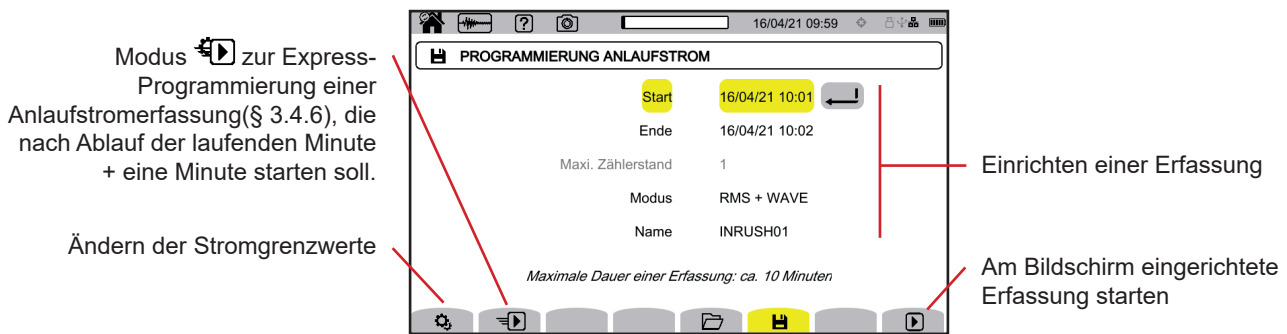 16/04/21 09:59
PROGRAMMIERUNG ANLAUFSTROM
Modus zur Express-
Programmierung einer
Anlaufstromerfassung(§ 3.4.6), die
nach Ablauf der laufenden Minute
+ eine Minute starten soll.
Ändern der Stromgrenzwerte
Start 16/04/21 10:01
Ende 16/04/21 10:02
Maxi. Zählerstand 1
Modus RMS + WAVE
Name INRUSH01
Maximale Dauer einer Erfassung: ca. 10 Minuten
Einrichten einer Erfassung
Am Bildschirm eingerichtete
Erfassung starten